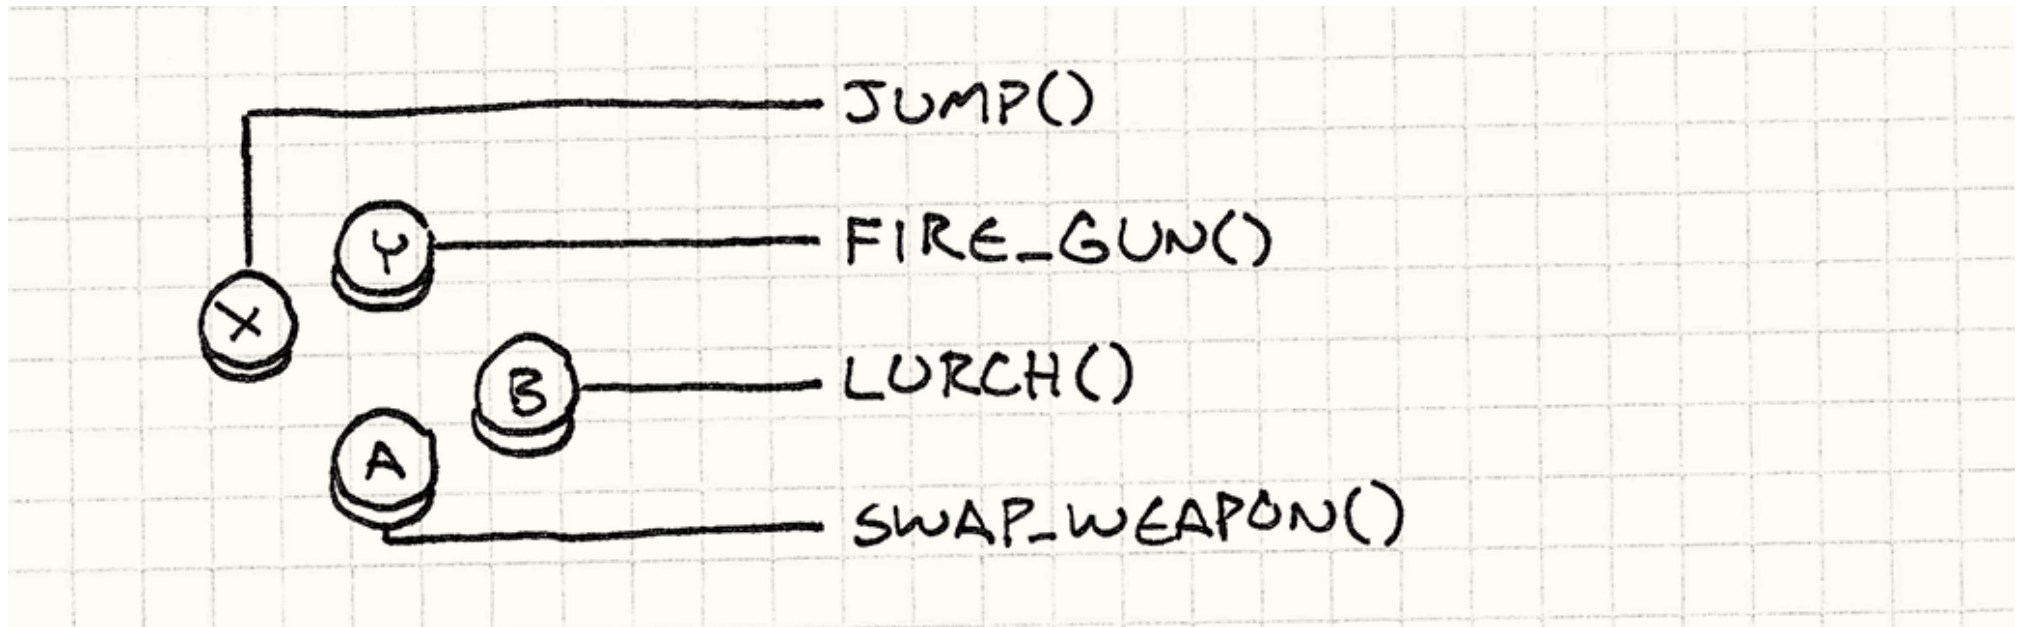 JUMP()
Y
FIRE_GUN()
X
B
LURCH()
A
SWAP_WEAPON()